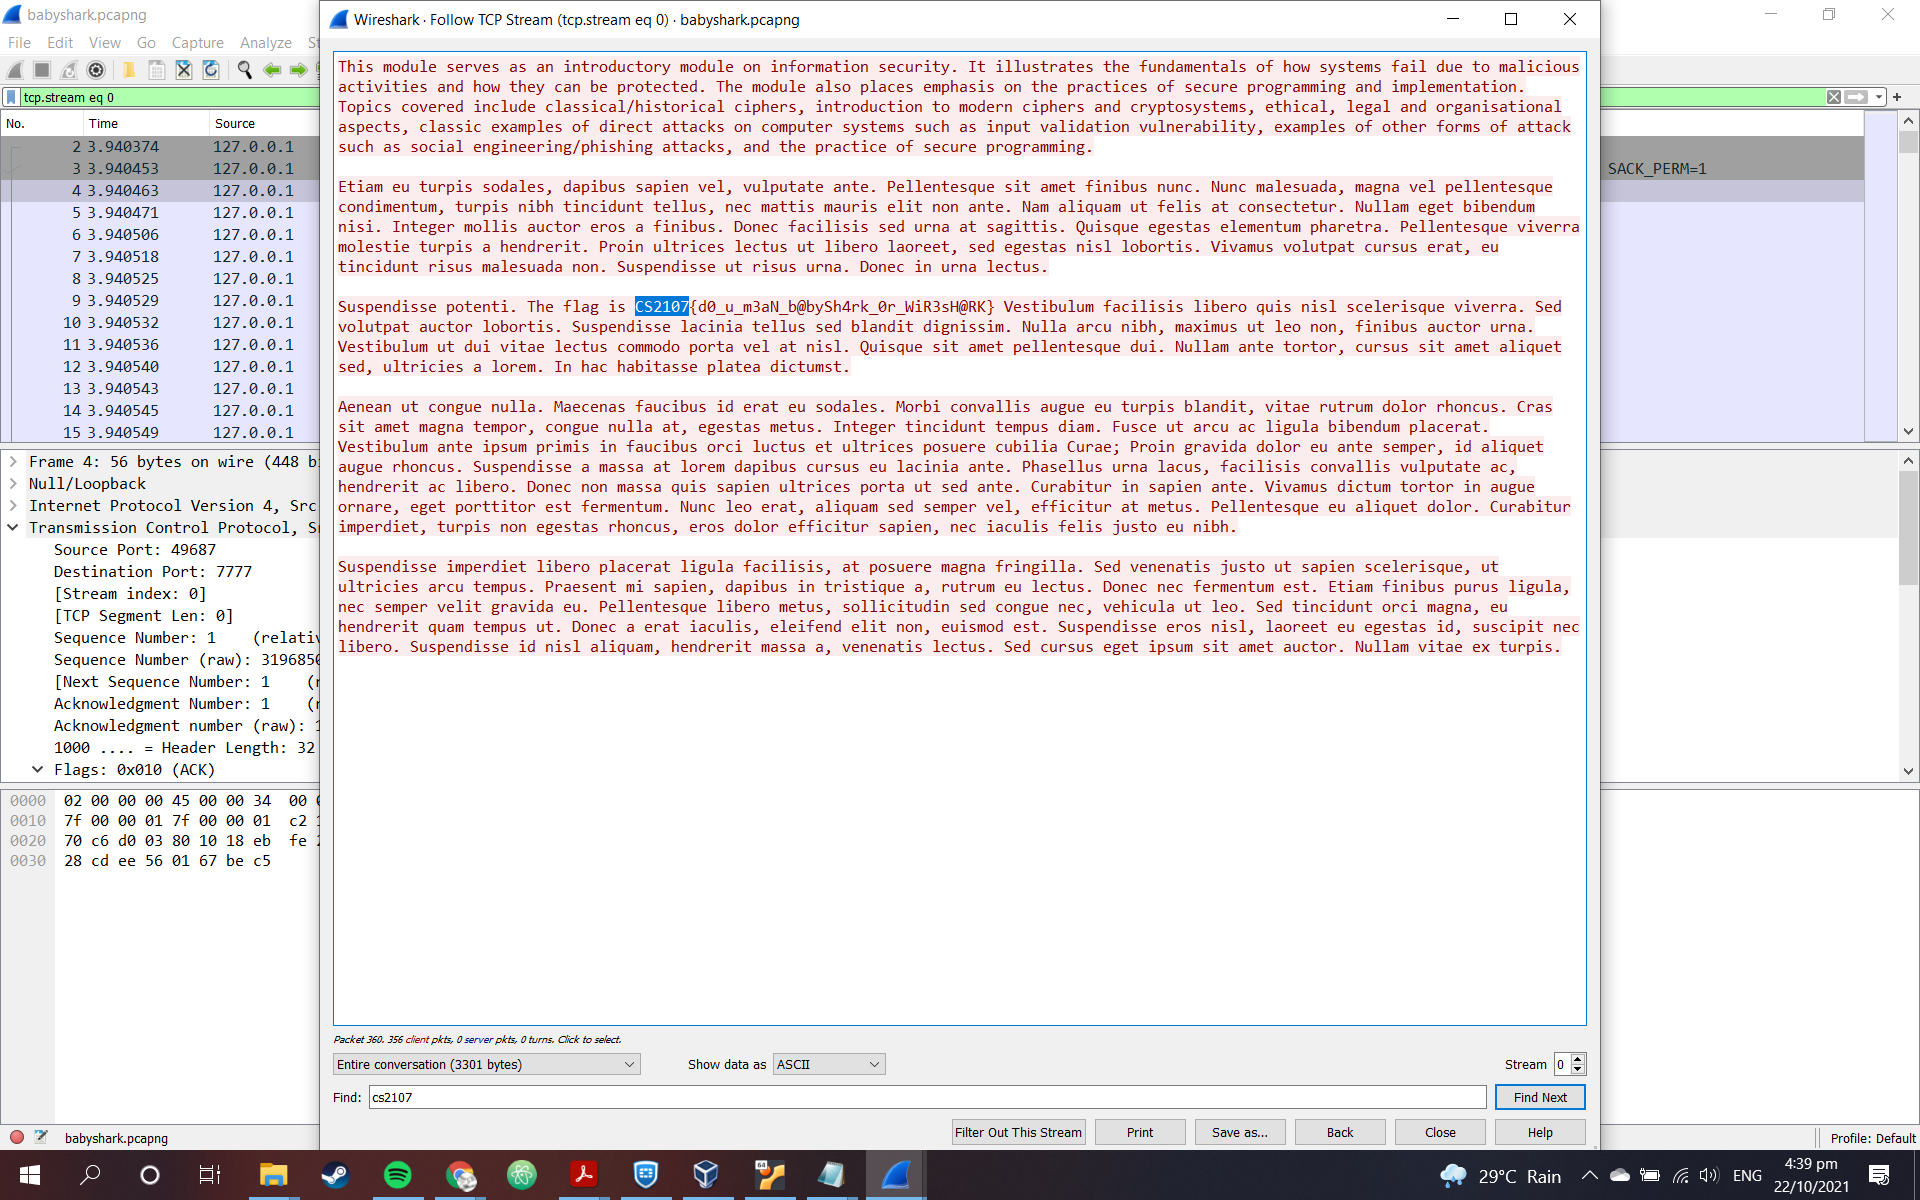 babyshark.pcapng
File Edit View Go Capture Analyze St
tcp.stream eq 0
No. Time Source
2 3.940374 127.0.0.1
3 3.940453 127.0.0.1
4 3.940463 127.0.0.1
5 3.940471 127.0.0.1
6 3.940506 127.0.0.1
7 3.940518 127.0.0.1
8 3.940525 127.0.0.1
9 3.940529 127.0.0.1
10 3.940532 127.0.0.1
11 3.940536 127.0.0.1
12 3.940540 127.0.0.1
13 3.940543 127.0.0.1
14 3.940545 127.0.0.1
15 3.940549 127.0.0.1
SACK_PERM=1
Frame 4: 56 bytes on wire (448 bi
Null/Loopback
Internet Protocol Version 4, Src
Transmission Control Protocol, Sr
Source Port: 49687
Destination Port: 7777
[Stream index: 0]
[TCP Segment Len: 0]
Sequence Number: 1 (relativ
Sequence Number (raw): 3196850
[Next Sequence Number: 1 (r
Acknowledgment Number: 1 (r
Acknowledgment number (raw): 1
1000 .... = Header Length: 32
Flags: 0x010 (ACK)
0000 02 00 00 00 45 00 00 34 00 0
0010 7f 00 00 01 7f 00 00 01 c2 1
0020 70 c6 d0 03 80 10 18 eb fe 2
0030 28 cd ee 56 01 67 be c5
Wireshark · Follow TCP Stream (tcp.stream eq 0) · babyshark.pcapng
This module serves as an introductory module on information security. It illustrates the fundamentals of how systems fail due to malicious
activities and how they can be protected. The module also places emphasis on the practices of secure programming and implementation.
Topics covered include classical/historical ciphers, introduction to modern ciphers and cryptosystems, ethical, legal and organisational
aspects, classic examples of direct attacks on computer systems such as input validation vulnerability, examples of other forms of attack
such as social engineering/phishing attacks, and the practice of secure programming.
Etiam eu turpis sodales, dapibus sapien vel, vulputate ante. Pellentesque sit amet finibus nunc. Nunc malesuada, magna vel pellentesque
condimentum, turpis nibh tincidunt tellus, nec mattis mauris elit non ante. Nam aliquam ut felis at consectetur. Nullam eget bibendum
nisi. Integer mollis auctor eros a finibus. Donec facilisis sed urna at sagittis. Quisque egestas elementum pharetra. Pellentesque viverra
molestie turpis a hendrerit. Proin ultrices lectus ut libero laoreet, sed egestas nisl lobortis. Vivamus volutpat cursus erat, eu
tincidunt risus malesuada non. Suspendisse ut risus urna. Donec in urna lectus.
Suspendisse potenti. The flag is CS2107{d0_u_m3aN_b@bySh4rk_0r_WiR3sH@RK} Vestibulum facilisis libero quis nisl scelerisque viverra. Sed
volutpat auctor lobortis. Suspendisse lacinia tellus sed blandit dignissim. Nulla arcu nibh, maximus ut leo non, finibus auctor urna.
Vestibulum ut dui vitae lectus commodo porta vel at nisl. Quisque sit amet pellentesque dui. Nullam ante tortor, cursus sit amet aliquet
sed, ultricies a lorem. In hac habitasse platea dictumst.
Aenean ut congue nulla. Maecenas faucibus id erat eu sodales. Morbi convallis augue eu turpis blandit, vitae rutrum dolor rhoncus. Cras
sit amet magna tempor, congue nulla at, egestas metus. Integer tincidunt tempus diam. Fusce ut arcu ac ligula bibendum placerat.
Vestibulum ante ipsum primis in faucibus orci luctus et ultrices posuere cubilia Curae; Proin gravida dolor eu ante semper, id aliquet
augue rhoncus. Suspendisse a massa at lorem dapibus cursus eu lacinia ante. Phasellus urna lacus, facilisis convallis vulputate ac,
hendrerit ac libero. Donec non massa quis sapien ultrices porta ut sed ante. Curabitur in sapien ante. Vivamus dictum tortor in augue
ornare, eget porttitor est fermentum. Nunc leo erat, aliquam sed semper vel, efficitur at metus. Pellentesque eu aliquet dolor. Curabitur
imperdiet, turpis non egestas rhoncus, eros dolor efficitur sapien, nec iaculis felis justo eu nibh.
Suspendisse imperdiet libero placerat ligula facilisis, at posuere magna fringilla. Sed venenatis justo ut sapien scelerisque, ut
ultricies arcu tempus. Praesent mi sapien, dapibus in tristique a, rutrum eu lectus. Donec nec fermentum est. Etiam finibus purus ligula,
nec semper velit gravida eu. Pellentesque libero metus, sollicitudin sed congue nec, vehicula ut leo. Sed tincidunt orci magna, eu
hendrerit quam tempus ut. Donec a erat iaculis, eleifend elit non, euismod est. Suspendisse eros nisl, laoreet eu egestas id, suscipit nec
libero. Suspendisse id nisl aliquam, hendrerit massa a, venenatis lectus. Sed cursus eget ipsum sit amet auctor. Nullam vitae ex turpis.
Packet 360. 356 client pkts, 0 server pkts, 0 turns. Click to select.
Entire conversation (3301 bytes) Show data as ASCII Stream 0
Find: cs2107 Find Next
Filter Out This Stream Print Save as... Back Close Help
babyshark.pcapng Profile: Default
64
29°C Rain ENG 4:39 pm
22/10/2021